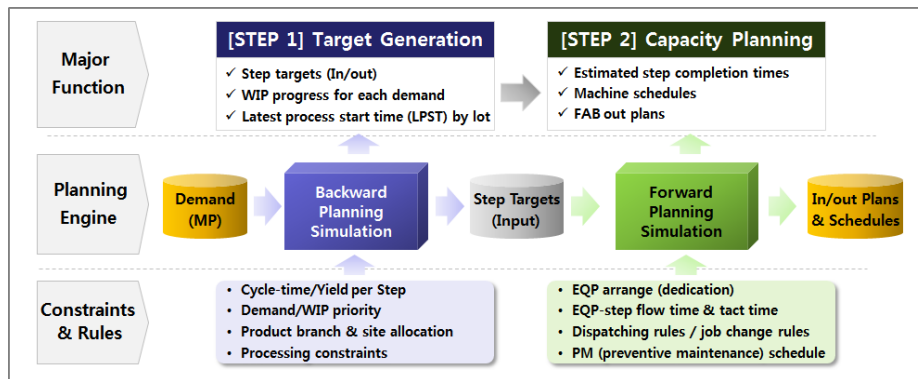 Major
Function
[STEP 1] Target Generation
✓ Step targets (In/out)
✓ WIP progress for each demand
✓ Latest process start time (LPST) by lot
[STEP 2] Capacity Planning
✓ Estimated step completion times
✓ Machine schedules
✓ FAB out plans
Planning
Engine
Demand
(MP)
Backward
Planning
Simulation
Step Targets
(Input)
Forward
Planning
Simulation
In/out Plans
& Schedules
Constraints
& Rules
• Cycle-time/Yield per Step
• Demand/WIP priority
• Product branch & site allocation
• Processing constraints
• EQP arrange (dedication)
• EQP-step flow time & tact time
• Dispatching rules / job change rules
• PM (preventive maintenance) schedule